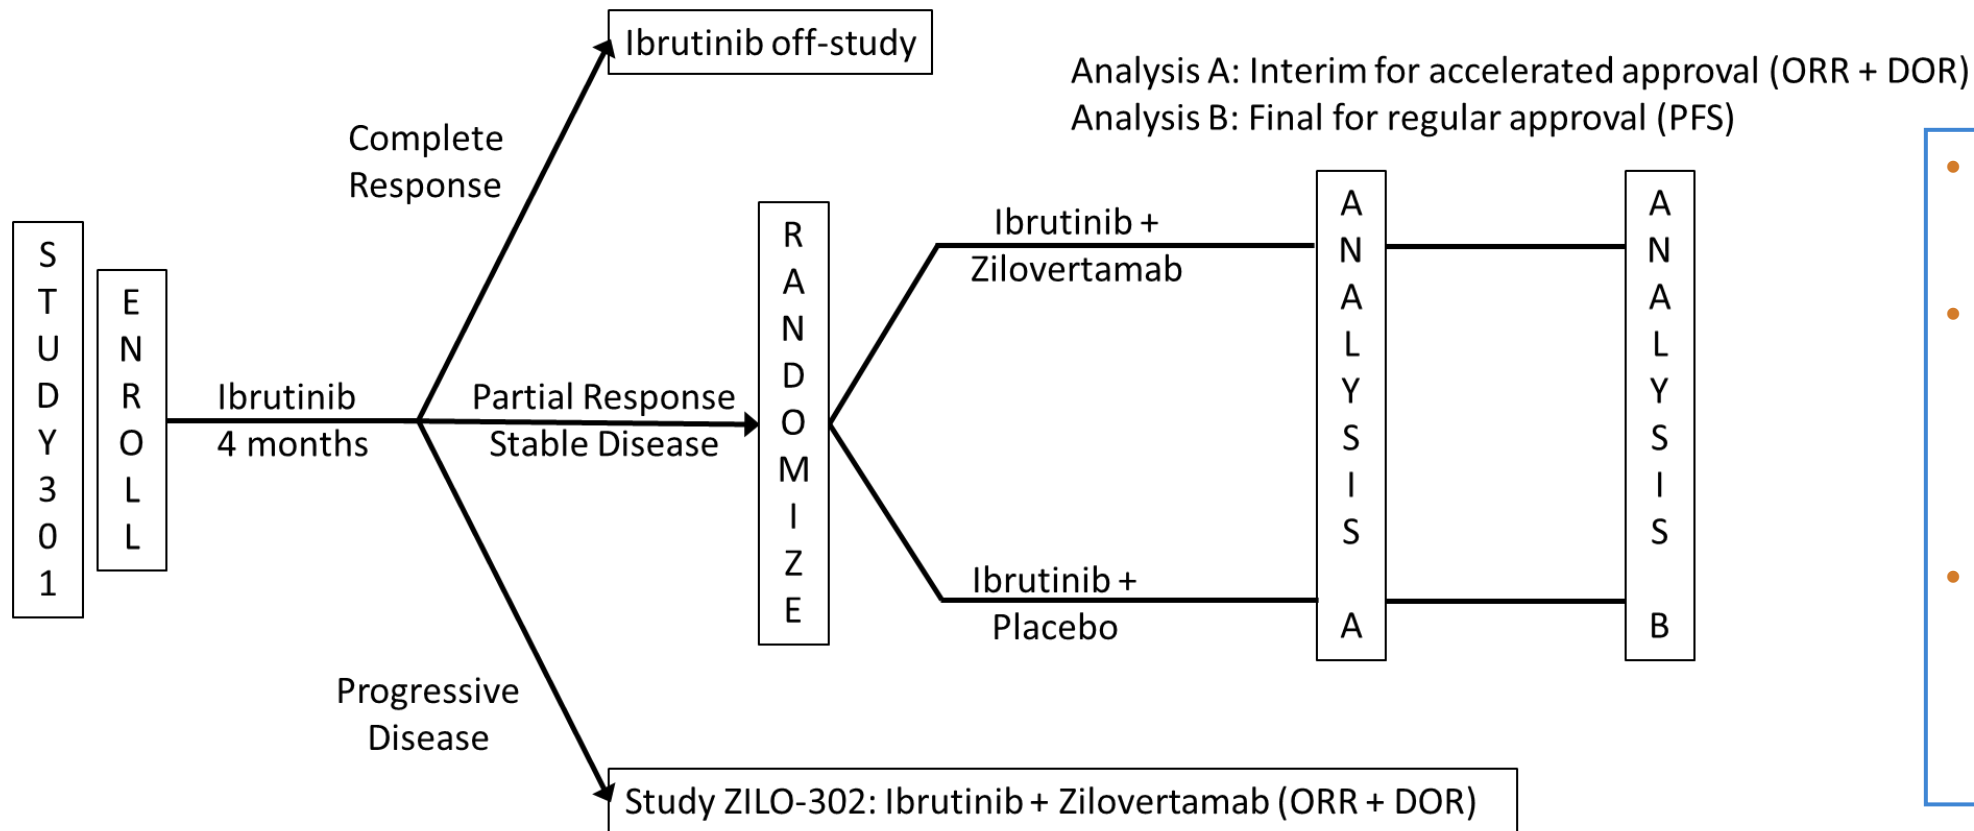 Ibrutinib off-study
Analysis A: Interim for accelerated approval (ORR + DOR)
Analysis B: Final for regular approval (PFS)
Complete
Response
STUDY301
ENROLL
Ibrutinib
4 months
Partial Response
Stable Disease
RANDOMIZE
Ibrutinib +
Zilovertamab
Ibrutinib +
Placebo
ANALYSIS A
ANALYSIS B
Progressive
Disease
Study ZILO-302: Ibrutinib + Zilovertamab (ORR + DOR)